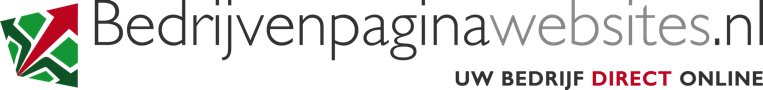 Bedrijvenpaginawebsites.nl
UW BEDRIJF DIRECT ONLINE